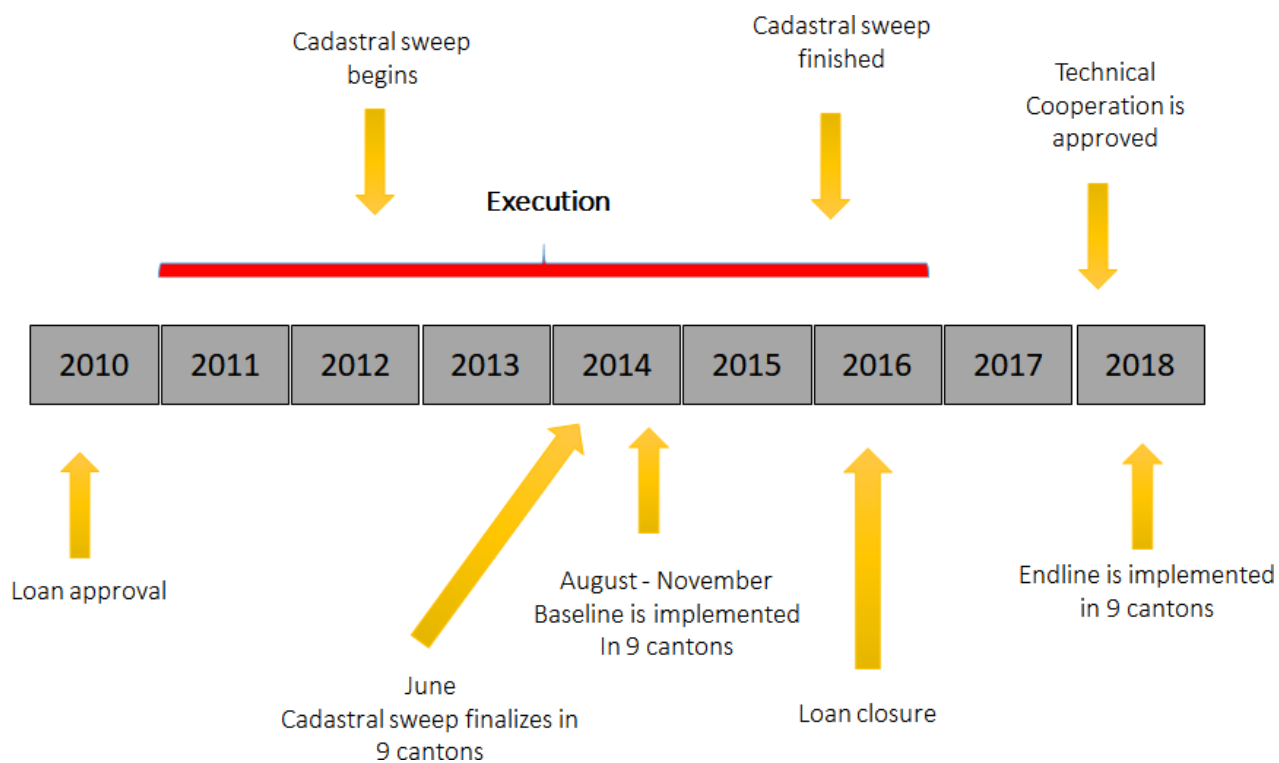 Cadastral sweep
begins
Cadastral sweep
finished
Technical
Cooperation is
approved
Execution
2010
2011
2012
2013
2014
2015
2016
2017
2018
Loan approval
June
Cadastral sweep finalizes in
9 cantons
August - November
Baseline is implemented
In 9 cantons
Loan closure
Endline is implemented
in 9 cantons